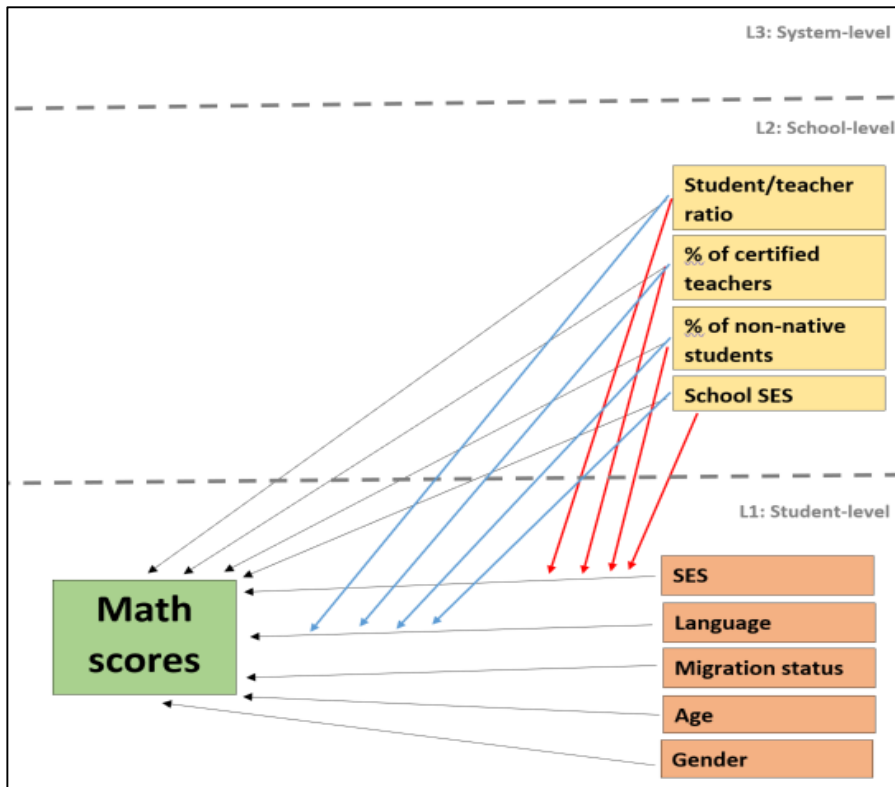 L3: System-level
L2: School-level
Student/teacher
ratio
% of certified
teachers
% of non-native
students
School SES
L1: Student-level
SES
Math
scores
Language
Migration status
Age
Gender